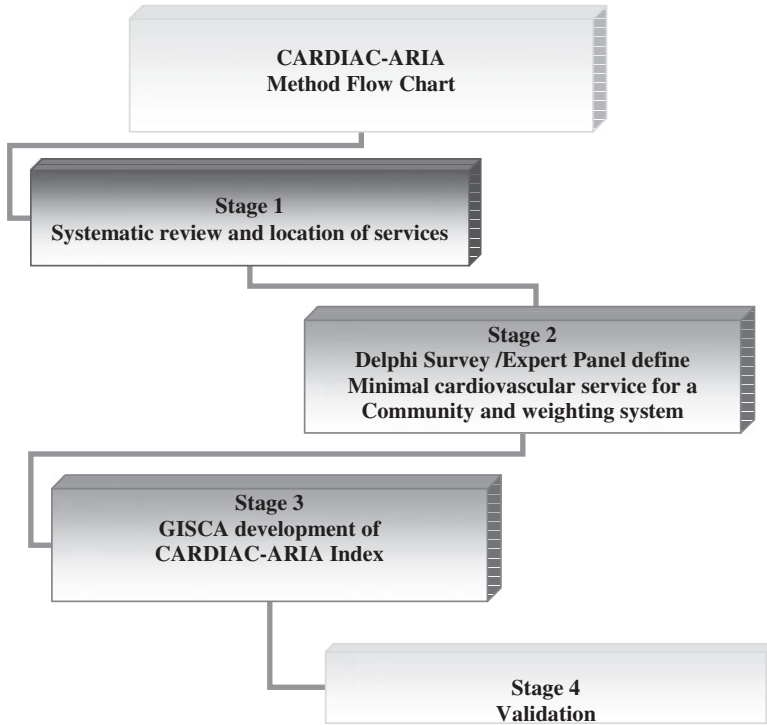 CARDIAC-ARIA
Method Flow Chart
Stage 1
Systematic review and location of services
Stage 2
Delphi Survey /Expert Panel define
Minimal cardiovascular service for a
Community and weighting system
Stage 3
GISCA development of
CARDIAC-ARIA Index
Stage 4
Validation